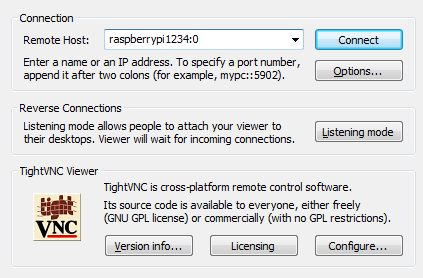 Connection
Remote Host: raspberrypi1234:0 Connect
Enter a name or an IP address. To specify a port number,
append it after two colons (for example, mypc::5902). Options...
Reverse Connections
Listening mode allows people to attach your viewer to
their desktops. Viewer will wait for incoming connections. Listening mode
TightVNC Viewer
tight VNC
TightVNC is cross-platform remote control software.
Its source code is available to everyone, either freely
(GNU GPL license) or commercially (with no GPL restrictions).
Version info... Licensing Configure...